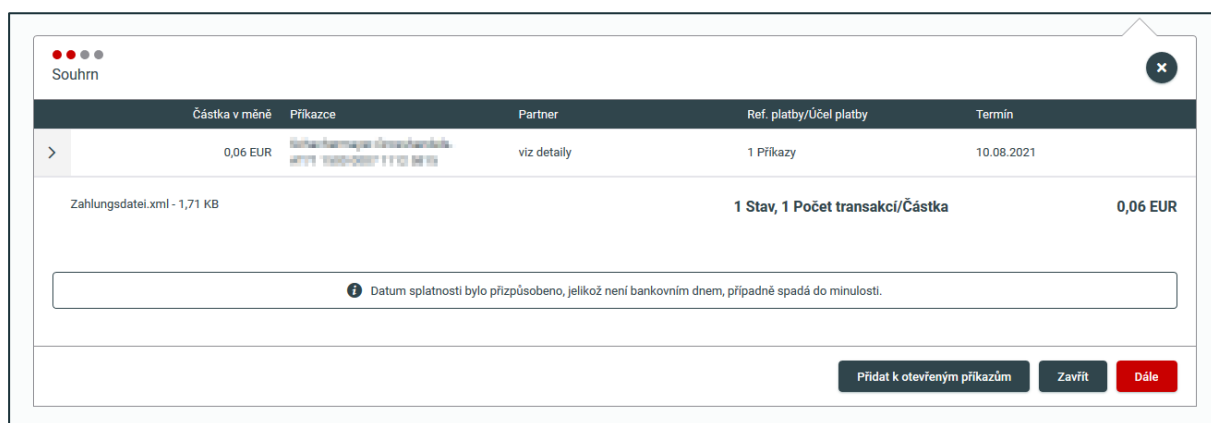 Souhrn
Částka v měně Příkazce Partner Ref. platby/Účel platby Termín
0,06 EUR viz detaily 1 Příkazy 10.08.2021
Zahlungsdatei.xml - 1,71 KB 1 Stav, 1 Počet transakcí/Částka 0,06 EUR
Datum splatnosti bylo přizpůsobeno, jelikož není bankovním dnem, případně spadá do minulosti.
Přidat k otevřeným příkazům Zavřít Dále